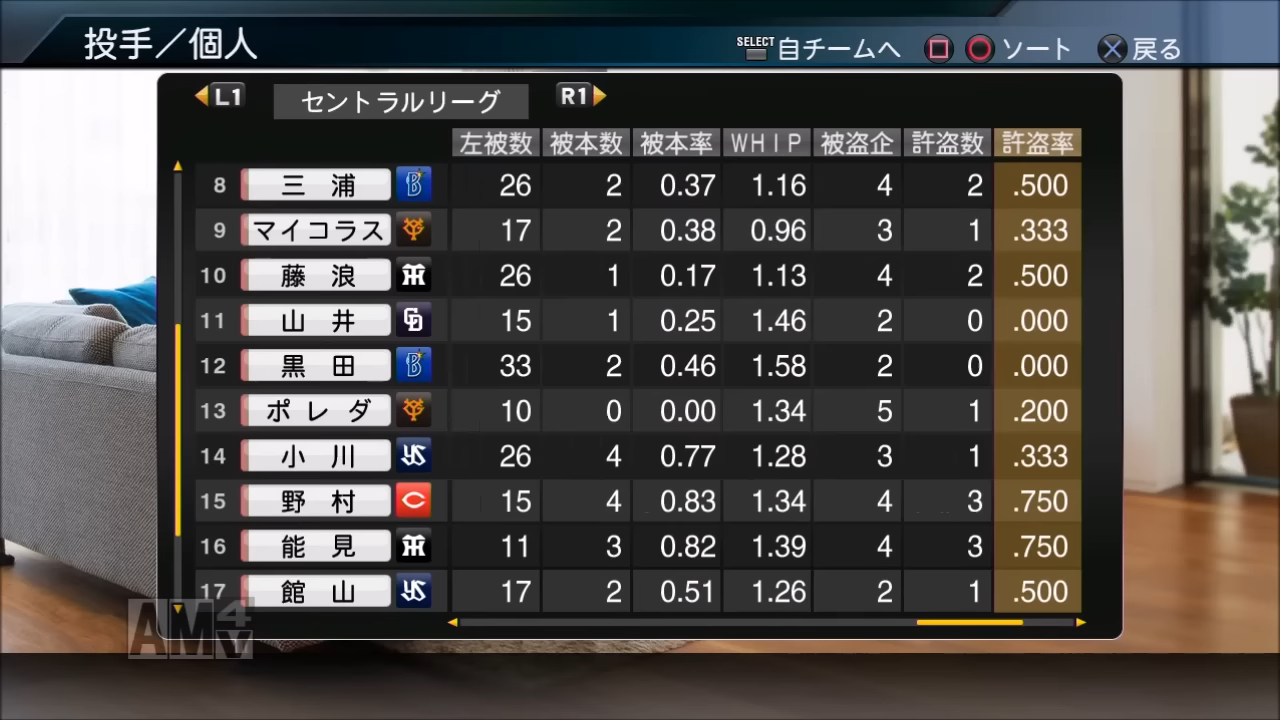 投手／個人
SELECT 自チームへ ソート 戻る
L1 セントラルリーグ R1
左被数 被本数 被本率 WHIP 被盗企 許盗数 許盗率
8 三浦 B 26 2 0.37 1.16 4 2 .500
9 マイコラス 17 2 0.38 0.96 3 1 .333
10 藤浪 26 1 0.17 1.13 4 2 .500
11 山井 CD 15 1 0.25 1.46 2 0 .000
12 黒田 B 33 2 0.46 1.58 2 0 .000
13 ポレダ 10 0 0.00 1.34 5 1 .200
14 小川 YS 26 4 0.77 1.28 3 1 .333
15 野村 C 15 4 0.83 1.34 4 3 .750
16 能見 11 3 0.82 1.39 4 3 .750
17 館山 YS 17 2 0.51 1.26 2 1 .500
AM4V